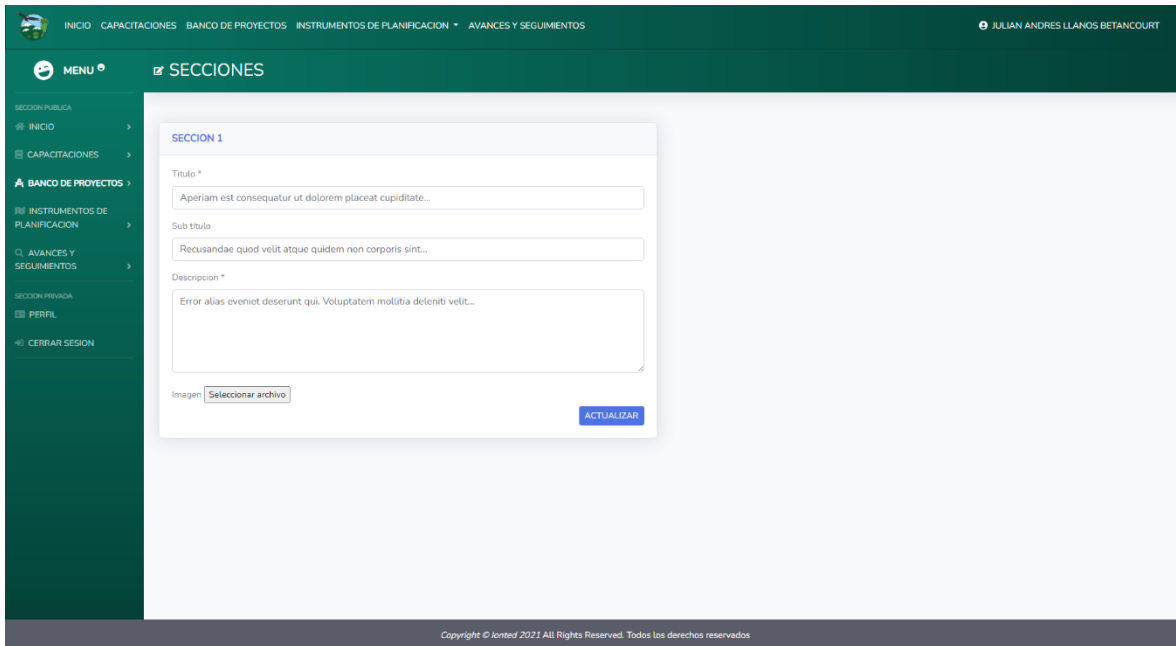 INICIO CAPACITACIONES BANCO DE PROYECTOS INSTRUMENTOS DE PLANIFICACION AVANCES Y SEGUIMIENTOS JULIAN ANDRES LLANOS BETANCOURT
MENU
SECCIONES
SECCION PUBLICA
INICIO
CAPACITACIONES
BANCO DE PROYECTOS
INSTRUMENTOS DE
PLANIFICACION
AVANCES Y
SEGUIMIENTOS
SECCION PRIVADA
PERFIL
CERRAR SESION
SECCION 1
Titulo *
Aperiam est consequatur ut dolorem placeat cupiditate...
Sub titulo
Recusandae quod velit atque quidem non corporis sint...
Descripcion *
Error alias eveniet deserunt qui. Voluptatem mollitia deleniti velit...
Imagen Seleccionar archivo
ACTUALIZAR
Copyright © Ionted 2021 All Rights Reserved. Todos los derechos reservados